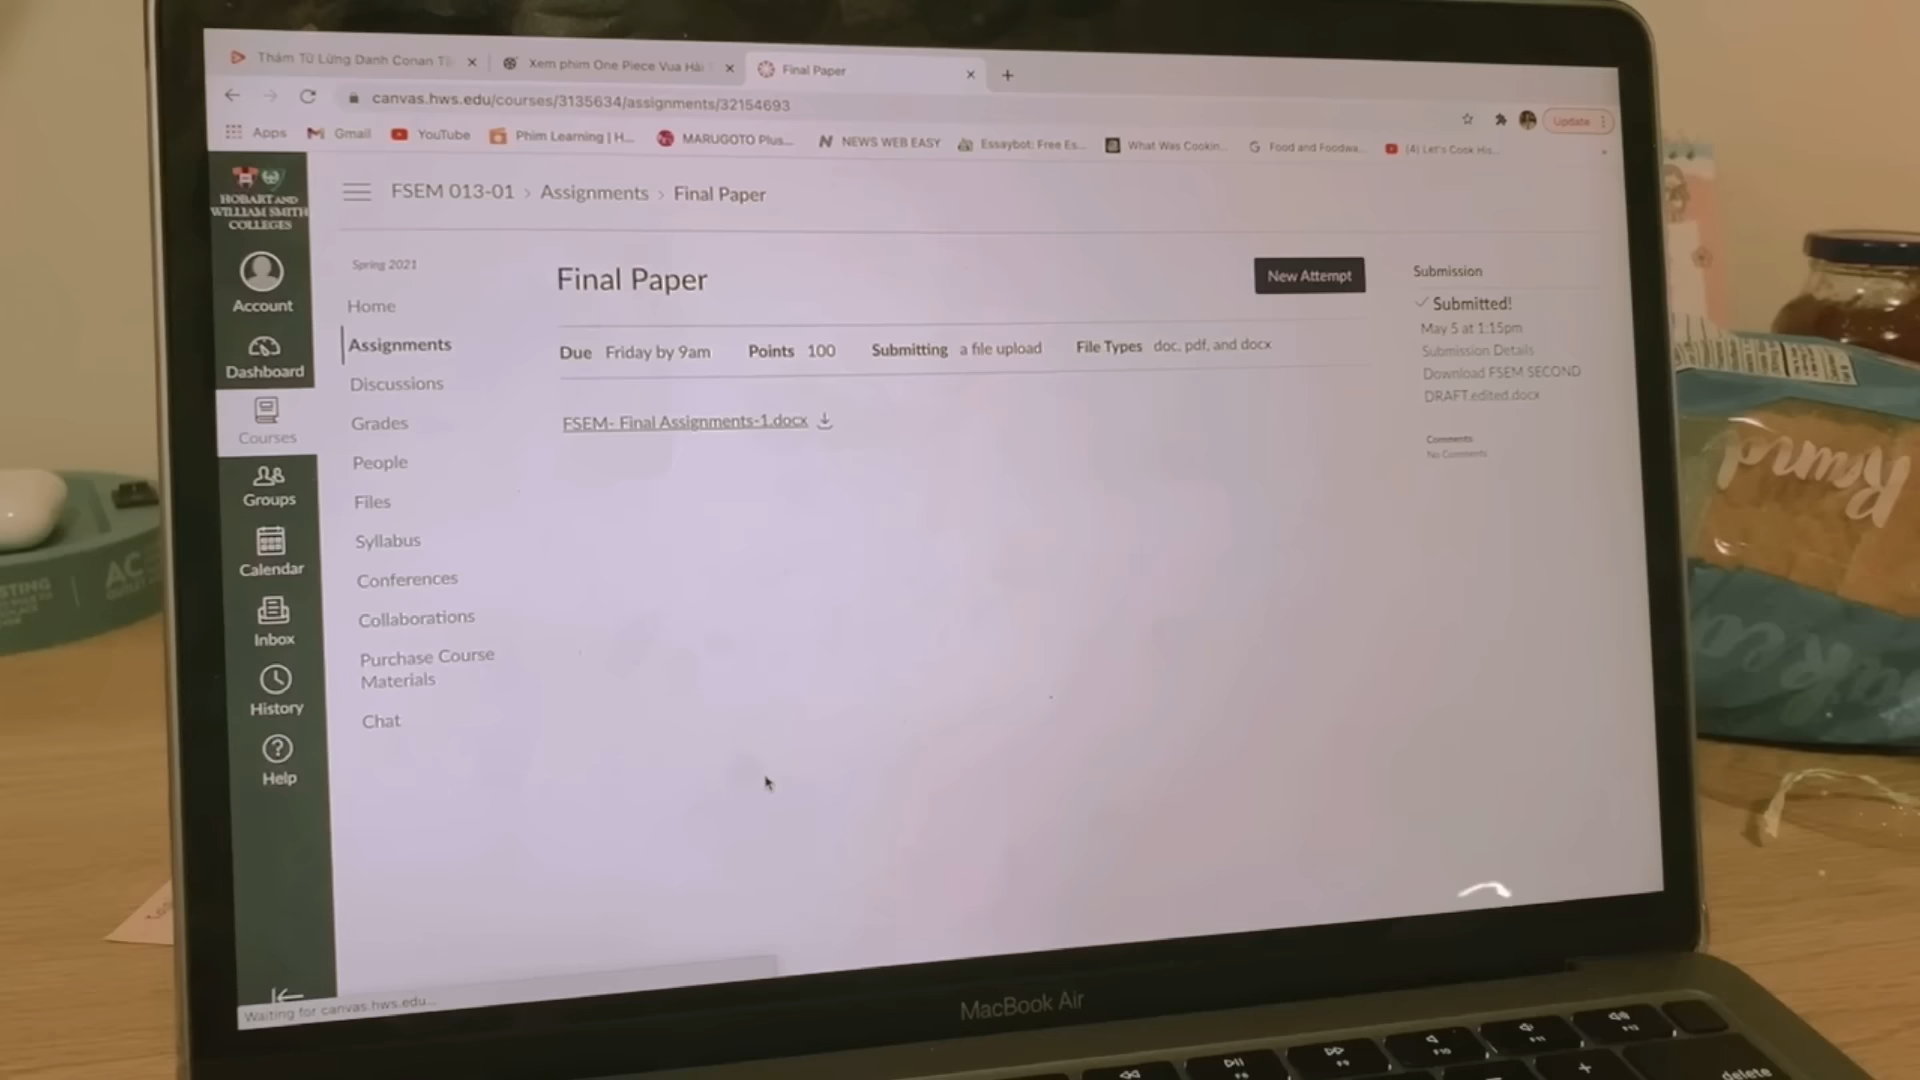 Thám Tử Lừng Danh Conan T
Xem phim One Piece Vua Hải
Final Paper
canvas.hws.edu/courses/3135634/assignments/32154693
Update
Apps
Gmail
YouTube
Phim Learning | H...
MARUGOTO Plus...
NEWS WEB EASY
Essaybot: Free Es...
What Was Cookin...
Food and Foodwa...
(4) Let's Cook His...
HOBART AND
WILLIAM SMITH
COLLEGES
FSEM 013-01 > Assignments > Final Paper
Account
Dashboard
Courses
Groups
Calendar
Inbox
History
Help
Spring 2021
Home
Assignments
Discussions
Grades
People
Files
Syllabus
Conferences
Collaborations
Purchase Course
Materials
Chat
Final Paper
New Attempt
Due Friday by 9am Points 100 Submitting a file upload File Types doc, pdf, and docx
FSEM- Final Assignments-1.docx
Submission
Submitted!
May 5 at 1:15pm
Submission Details
Download FSEM SECOND
DRAFT.edited.docx
Comments
No Comments
Waiting for canvas.hws.edu...
MacBook Air
F10
F11
F12
delete
AC
STING